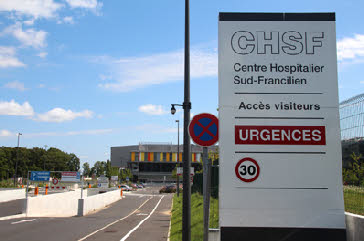 CHSF
Centre Hospitalier
Sud-Francilien
Accès visiteurs
URGENCES
30